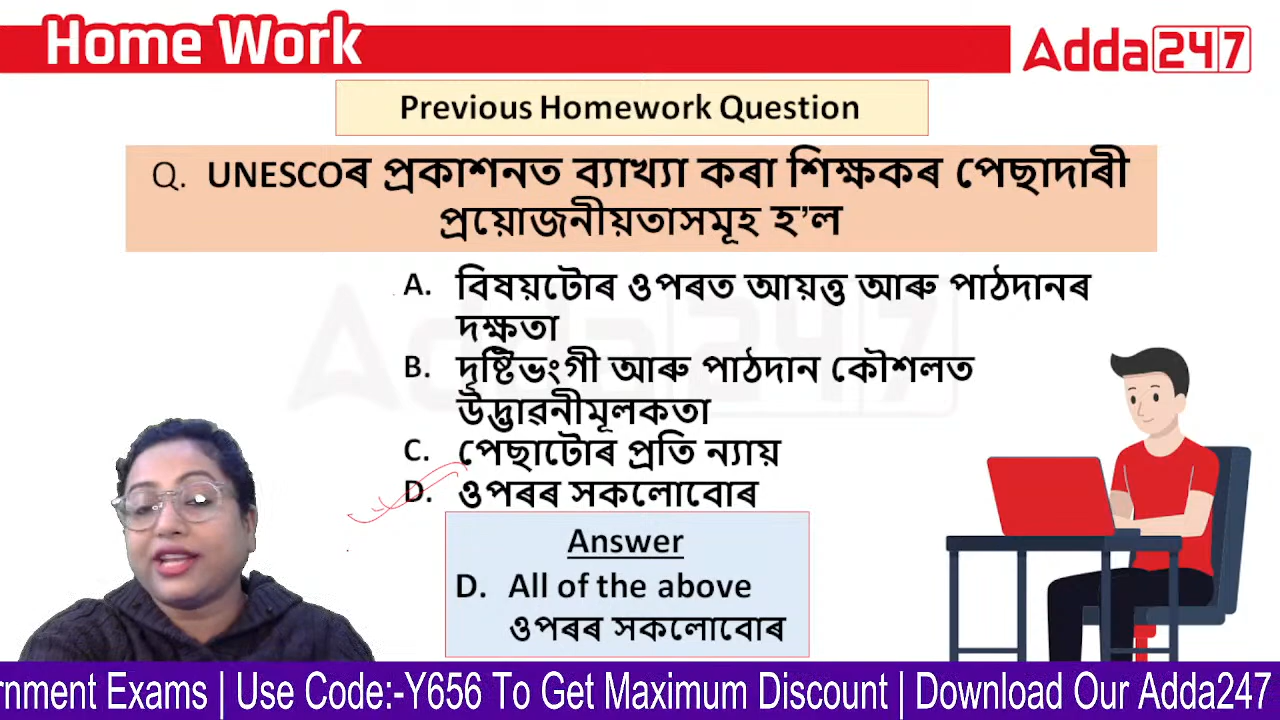 Home Work
Adda247
Previous Homework Question
Q. UNESCOৰ প্ৰকাশনত ব্যাখ্যা কৰা শিক্ষকৰ পেছাদাৰী
প্ৰয়োজনীয়তাসমূহ হ’ল
A. বিষয়টোৰ ওপৰত আয়ত্ত আৰু পাঠদানৰ
দক্ষতা
B. দৃষ্টিভংগী আৰু পাঠদান কৌশলত
উদ্ভাৱনীমূলকতা
C. পেছাটোৰ প্ৰতি ন্যায়
D. ওপৰৰ সকলোবোৰ
Answer
D. All of the above
ওপৰৰ সকলোবোৰ
rnment Exams | Use Code:-Y656 To Get Maximum Discount | Download Our Adda247
Adda247